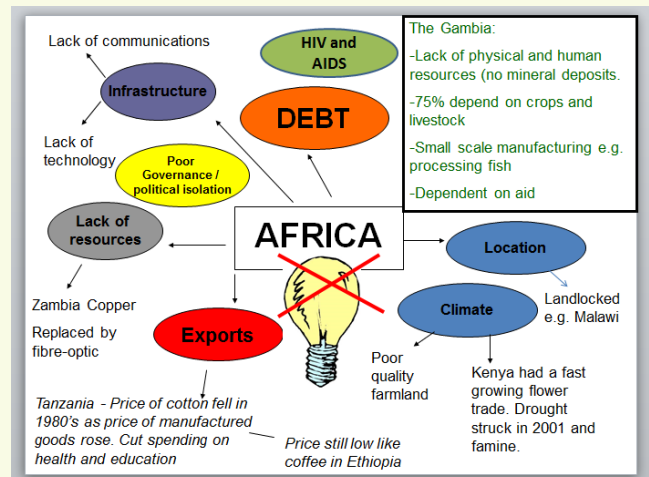 Lack of communications
Infrastructure
Lack of
technology
HIV and
AIDS
DEBT
Poor
Governance /
political isolation
Lack of
resources
Zambia Copper
Replaced by
fibre-optic
AFRICA
Exports
Tanzania - Price of cotton fell in
1980's as price of manufactured
goods rose. Cut spending on
health and education
Price still low like
coffee in Ethiopia
The Gambia:
-Lack of physical and human
resources (no mineral deposits.
-75% depend on crops and
livestock
-Small scale manufacturing e.g.
processing fish
-Dependent on aid
Location
Landlocked
e.g. Malawi
Climate
Poor
quality
farmland
Kenya had a fast
growing flower
trade. Drought
struck in 2001 and
famine.